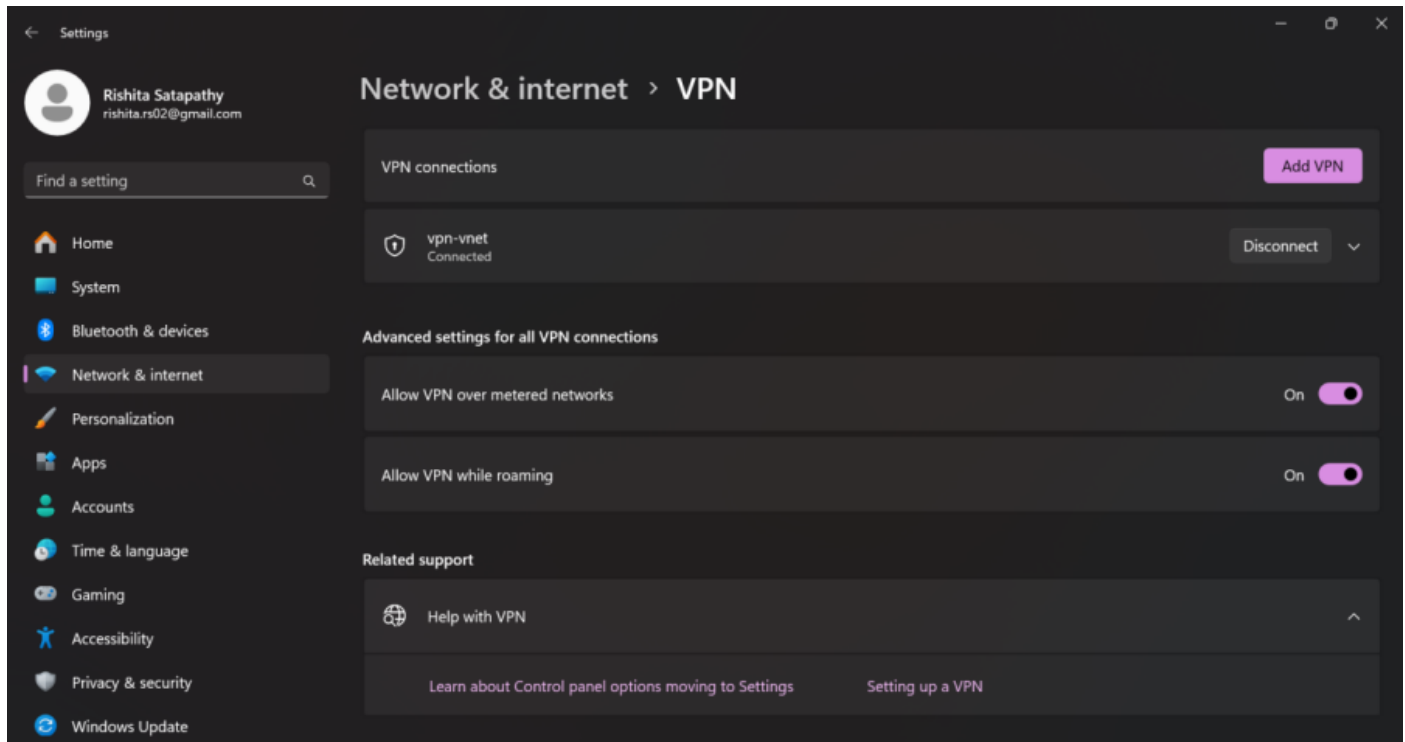 Settings
Rishita Satapathy
rishita.rs02@gmail.com
Find a setting
Home
System
Bluetooth & devices
Network & internet
Personalization
Apps
Accounts
Time & language
Gaming
Accessibility
Privacy & security
Windows Update
Network & internet > VPN
VPN connections
Add VPN
vpn-vnet
Connected
Disconnect
Advanced settings for all VPN connections
Allow VPN over metered networks
On
Allow VPN while roaming
On
Related support
Help with VPN
Learn about Control panel options moving to Settings
Setting up a VPN